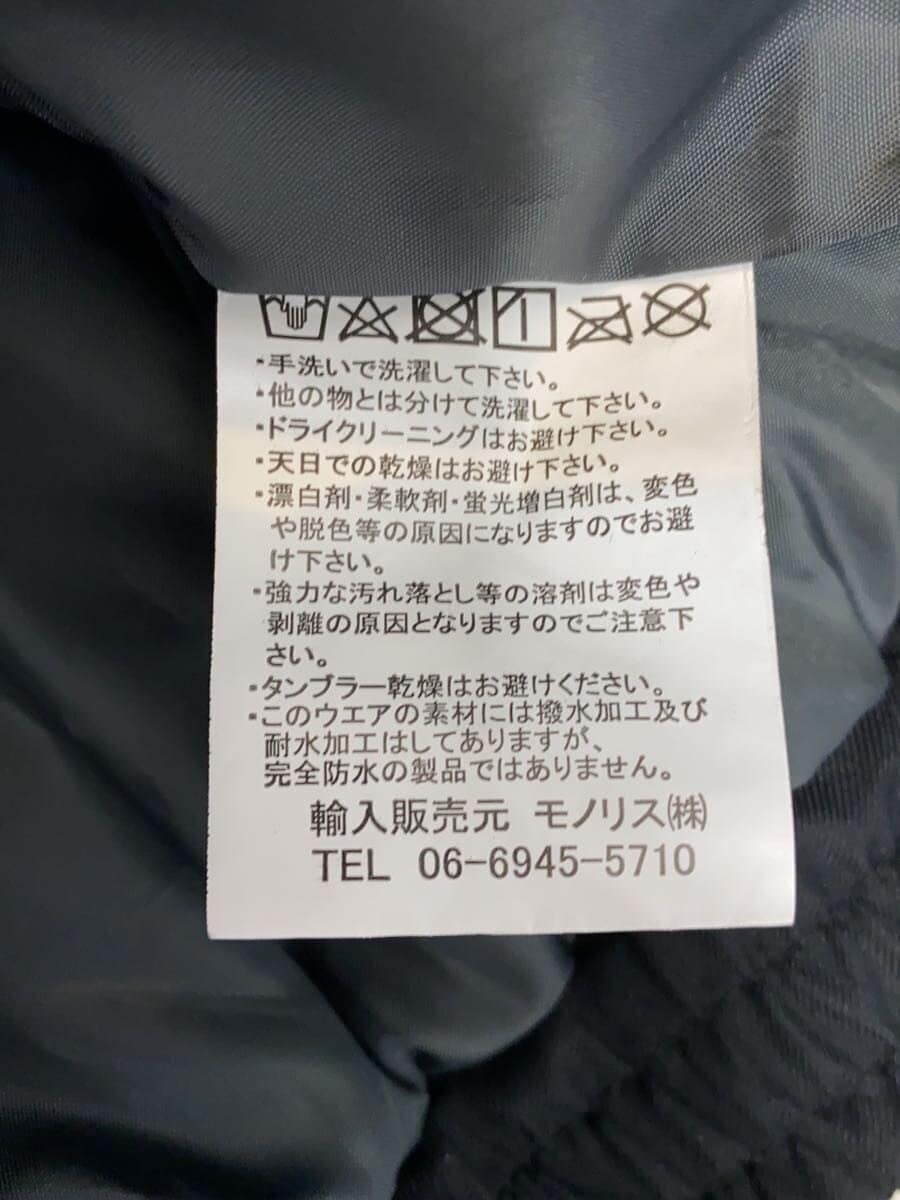 ・手洗いで洗濯して下さい。
・他の物とは分けて洗濯して下さい。
・ドライクリーニングはお避け下さい。
・天日での乾燥はお避け下さい。
・漂白剤・柔軟剤・蛍光増白剤は、変色
や脱色等の原因になりますのでお避
け下さい。
・強力な汚れ落とし等の溶剤は変色や
剥離の原因となりますのでご注意下
さい。
・タンブラー乾燥はお避けください。
・このウエアの素材には撥水加工及び
耐水加工はしてありますが、
完全防水の製品ではありません。
輸入販売元 モノリス㈱
TEL 06-6945-5710